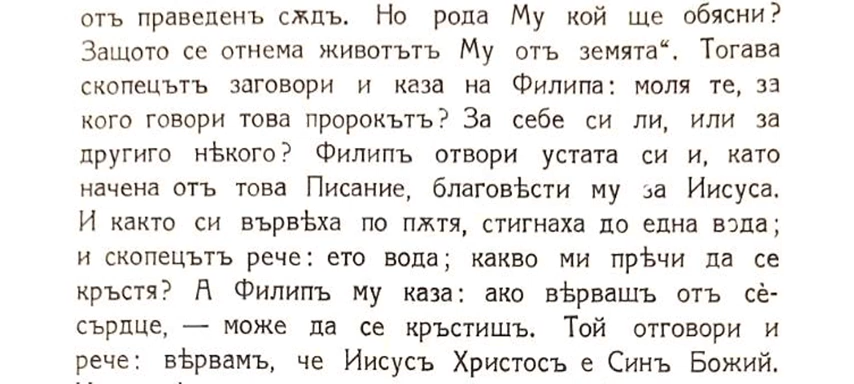 отъ праведенъ сѫдъ. Но рода Му кой ще обясни?
Защото се отнема животътъ Му отъ земята“. Тогава
скопецътъ заговори и каза на Филипа: моля те, за
кого говори това пророкътъ? За себе си ли, или за
другиго нѣкого? Филипъ отвори устата си и, като
начена отъ това Писание, благовѣсти му за Иисуса.
И както си вървѣха по пѫтя, стигнаха до една вода;
и скопецътъ рече: ето вода; какво ми прѣчи да се
кръстя? А Филипъ му каза: ако вѣрвашъ отъ сѐ-
сърдце, — може да се кръстишъ. Той отговори и
рече: вѣрвамъ, че Иисусъ Христосъ е Синъ Божий.